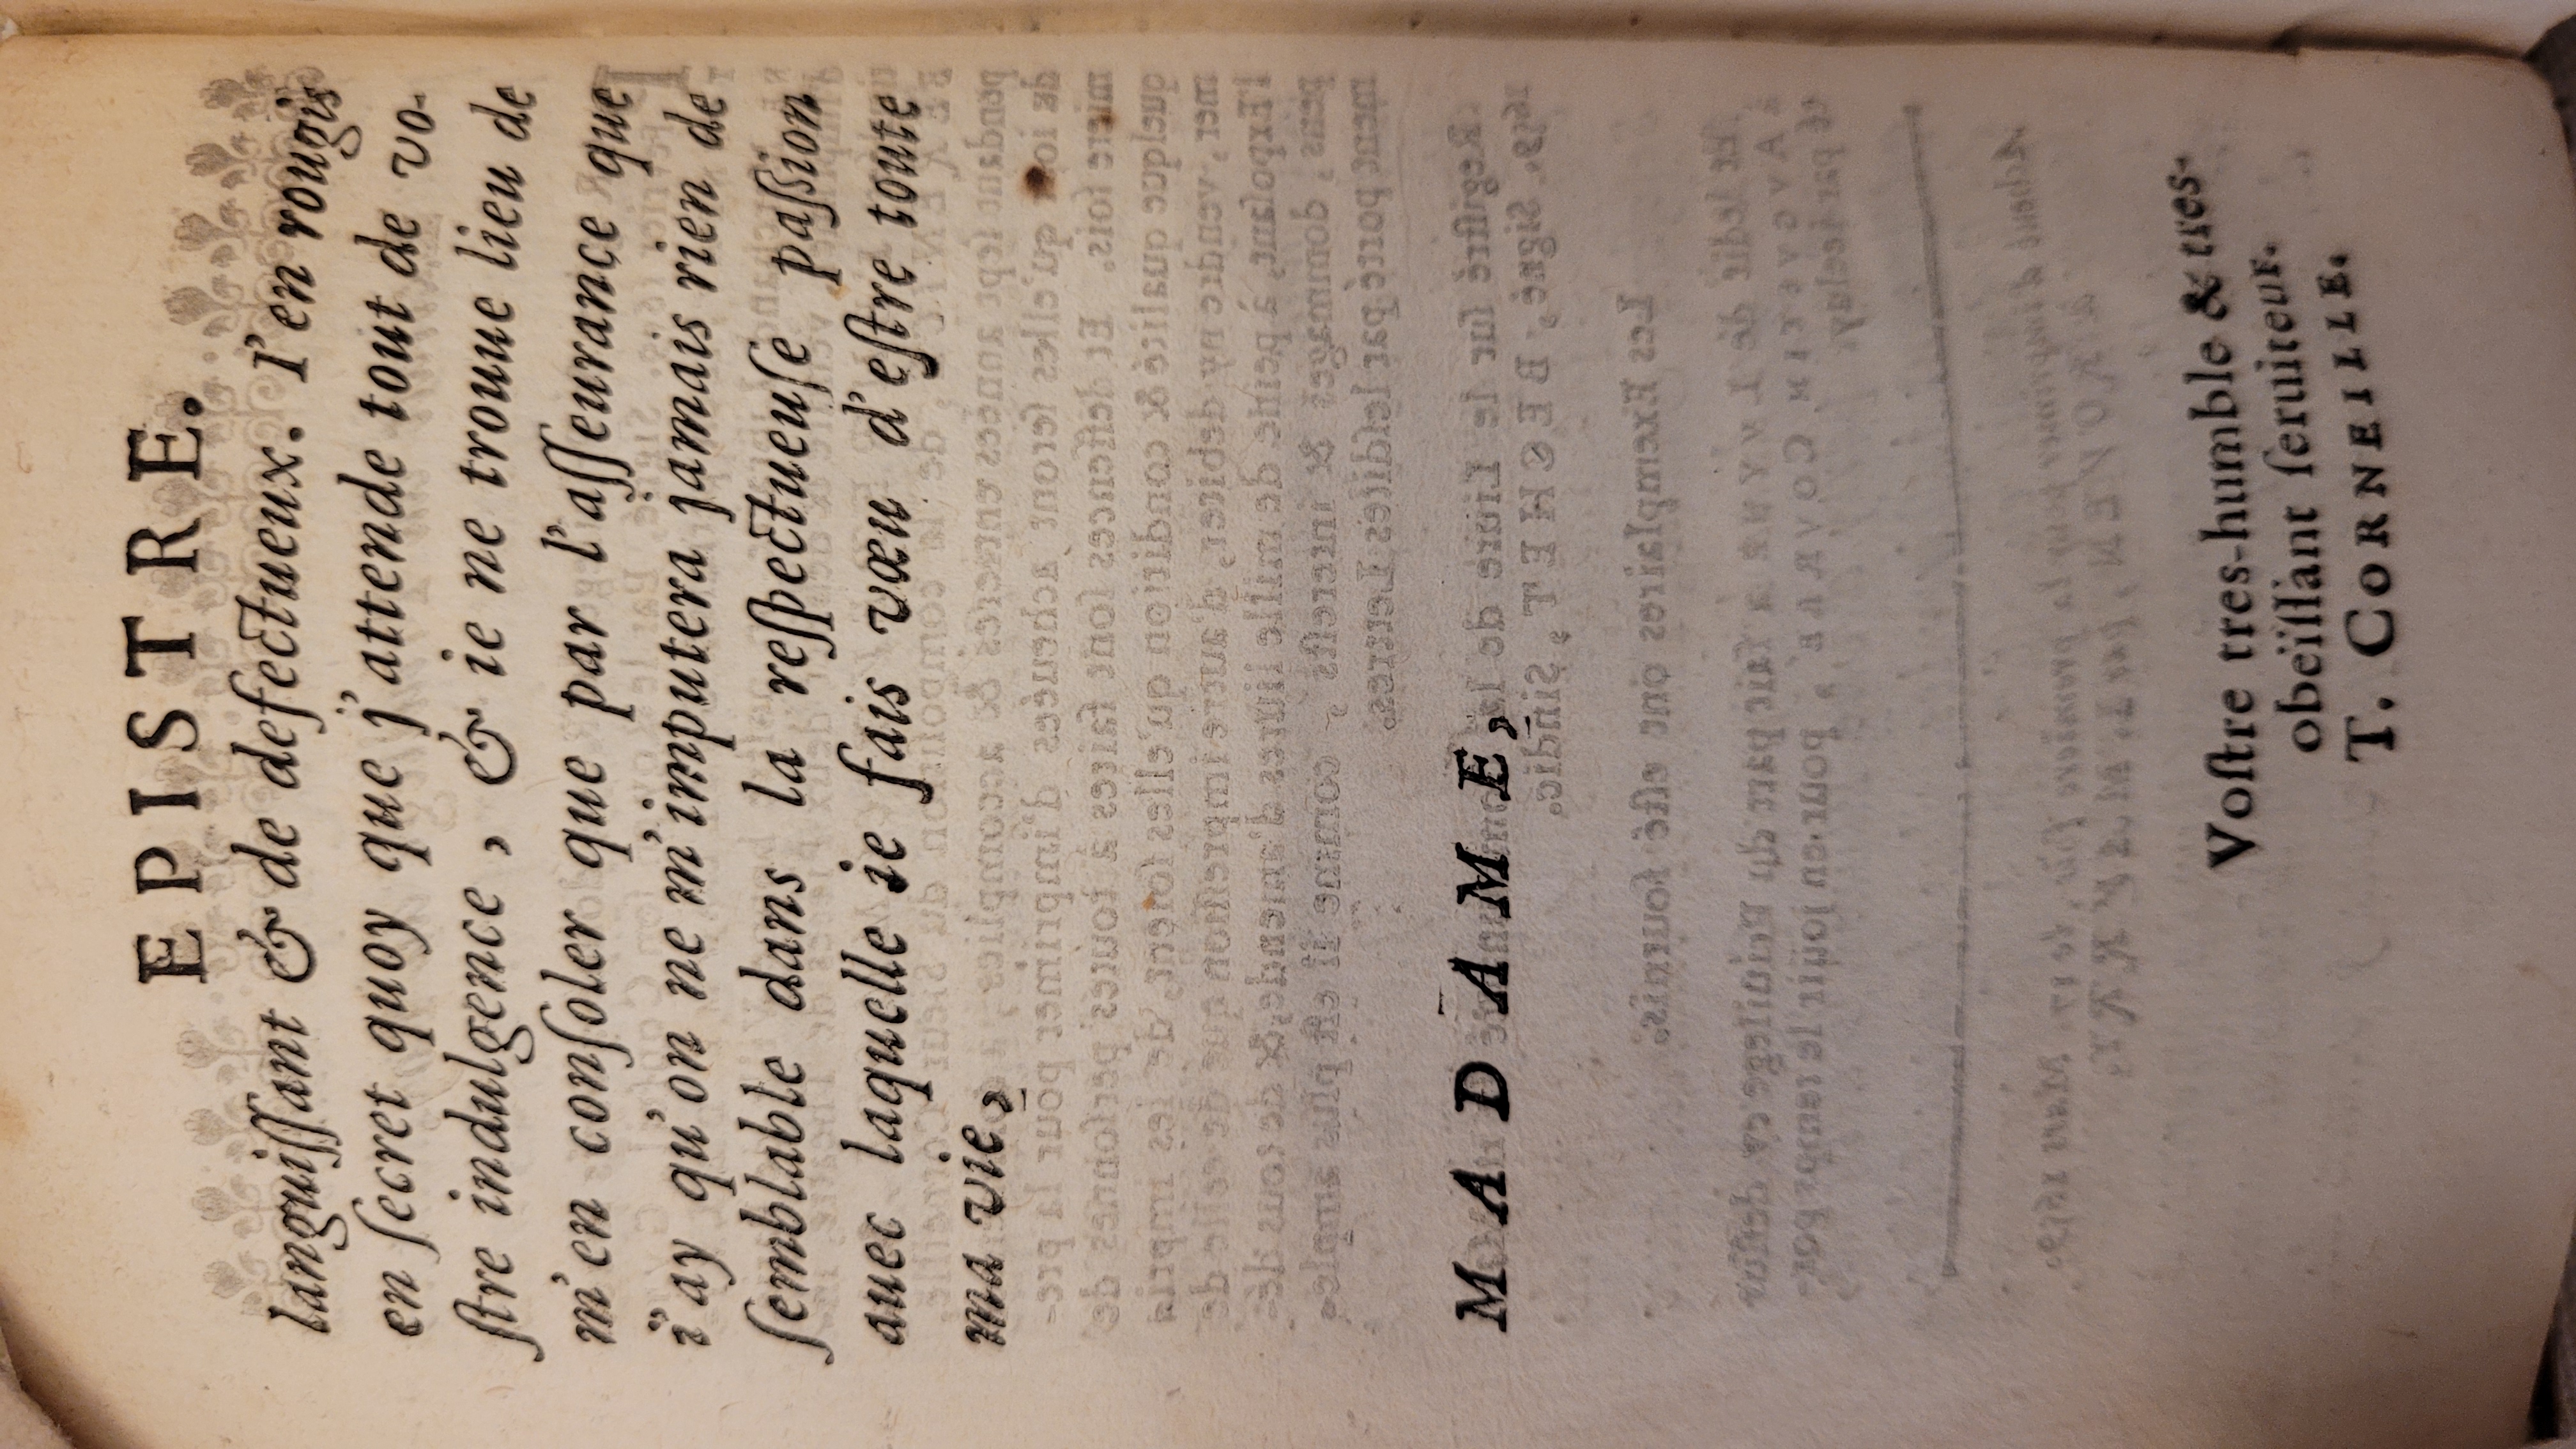 EPISTRE.
languiſſant & de defectueux. I'en rougis
en ſecret quoy que j'attende tout de vo-
ſtre indulgence, & ie ne trouue lieu de
m'en conſoler que par l'aſſeurance que
i'ay qu'on ne m'imputera jamais rien de
ſemblable dans la reſpectueuſe paſſion
auec laquelle ie fais vœu d'eſtre toute
ma vie,
MADAME,
Voſtre tres-humble & tres-
obeïſſant ſeruiteur.
T. CORNEILLE.